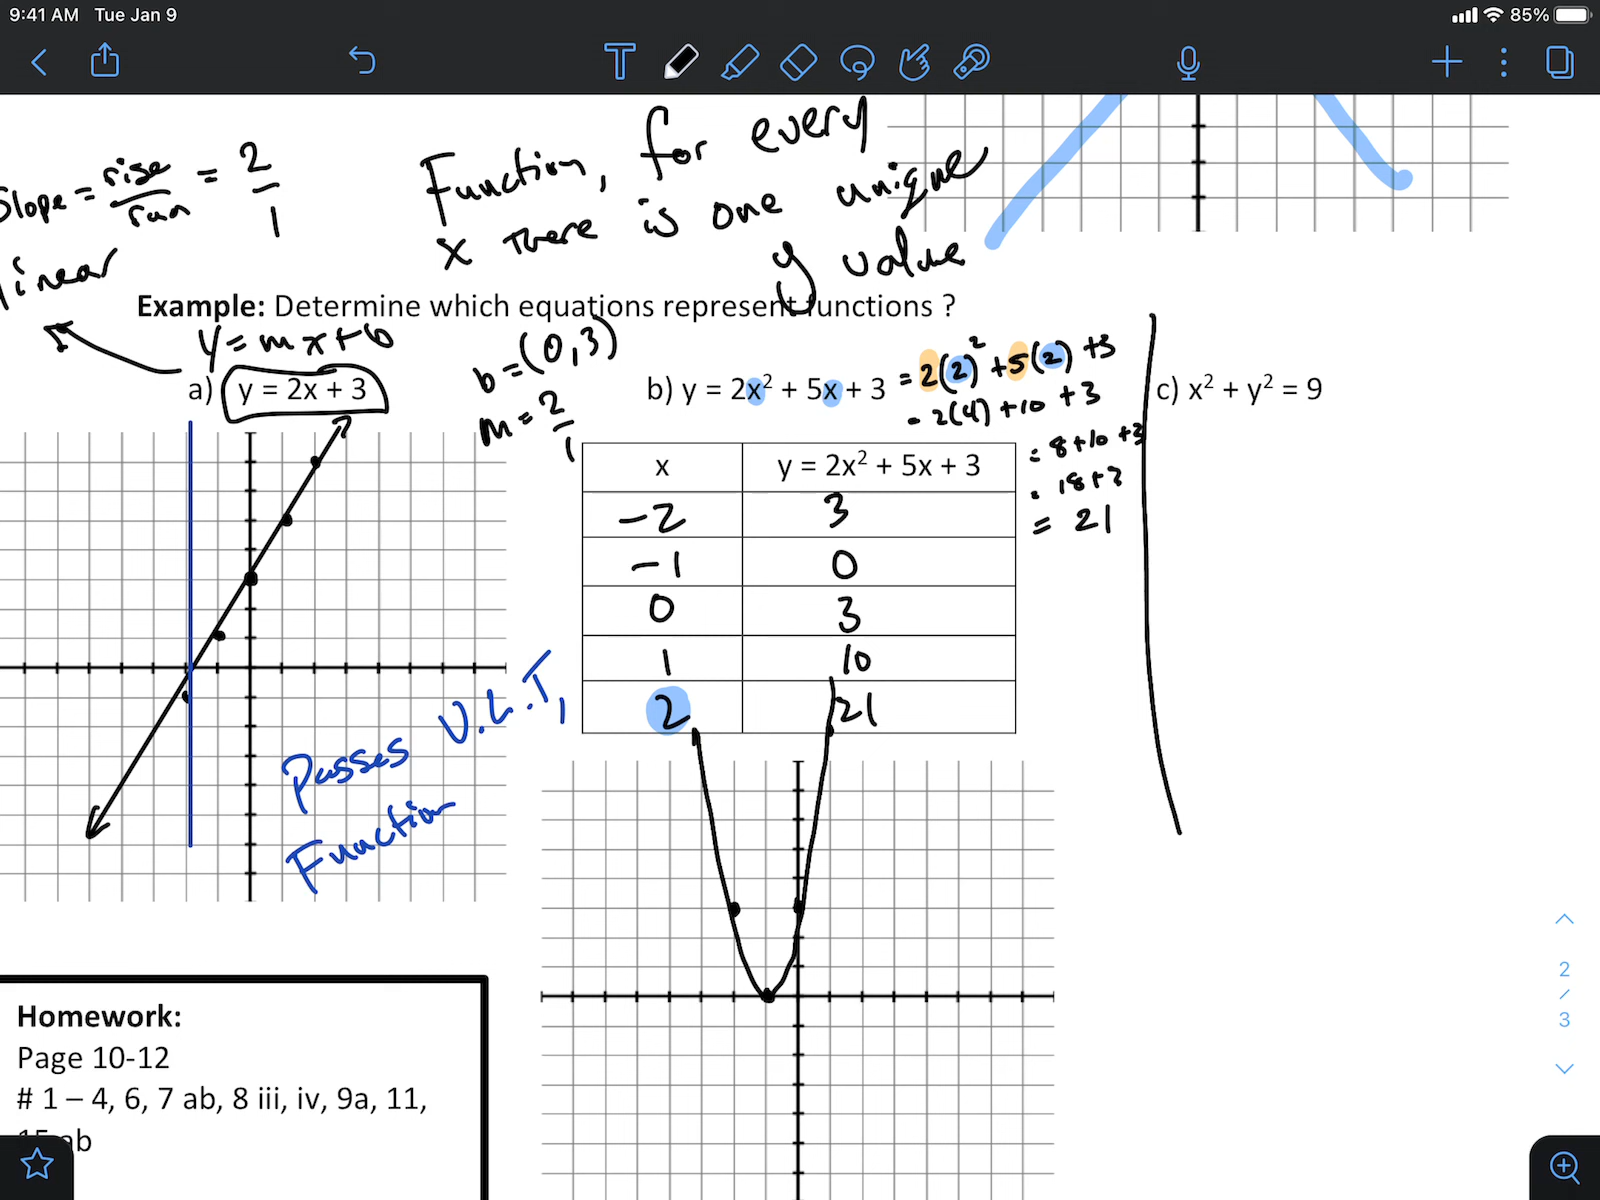 9:41 AM Tue Jan 9
85%
Slope = rise/run = 2/1
linear
Function, for every
x there is one unique
y value
Example: Determine which equations represent functions ?
y = mx+b
b = (0,3)
m = 2/1
a) y = 2x + 3
b) y = 2x² + 5x + 3 = 2(2)² + 5(2) + 3
= 2(4) + 10 + 3
= 8 + 10 + 3
= 18 + 3
= 21
c) x² + y² = 9
x y = 2x² + 5x + 3
-2 3
-1 0
0 3
1 10
2 21
Passes V.L.T,
Function
Homework:
Page 10-12
# 1 – 4, 6, 7 ab, 8 iii, iv, 9a, 11,
15 ab
2
/
3